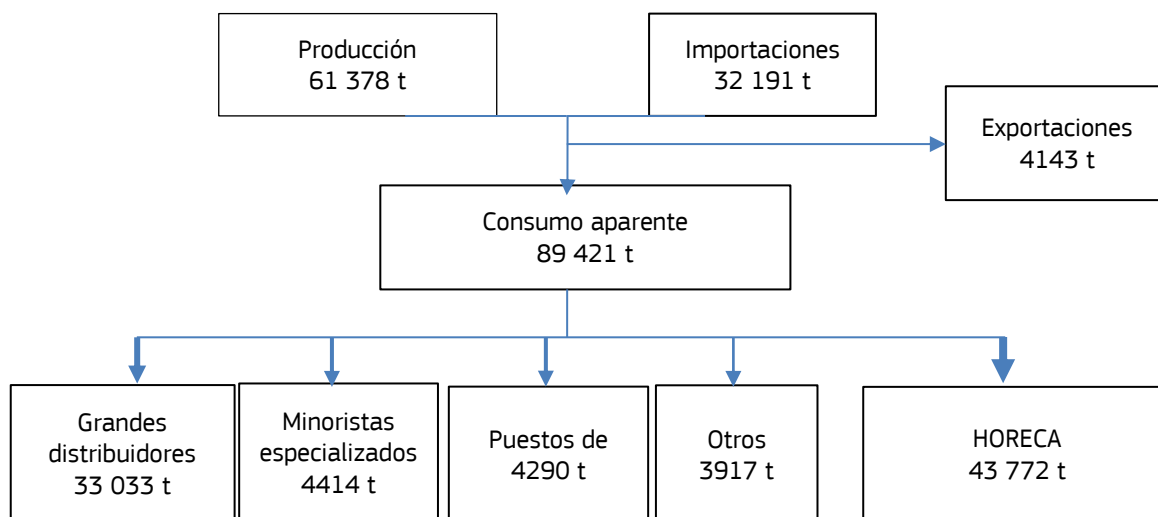 Producción
61 378 t
Importaciones
32 191 t
Exportaciones
4143 t
Consumo aparente
89 421 t
Grandes
distribuidores
33 033 t
Minoristas
especializados
4414 t
Puestos de
4290 t
Otros
3917 t
HORECA
43 772 t